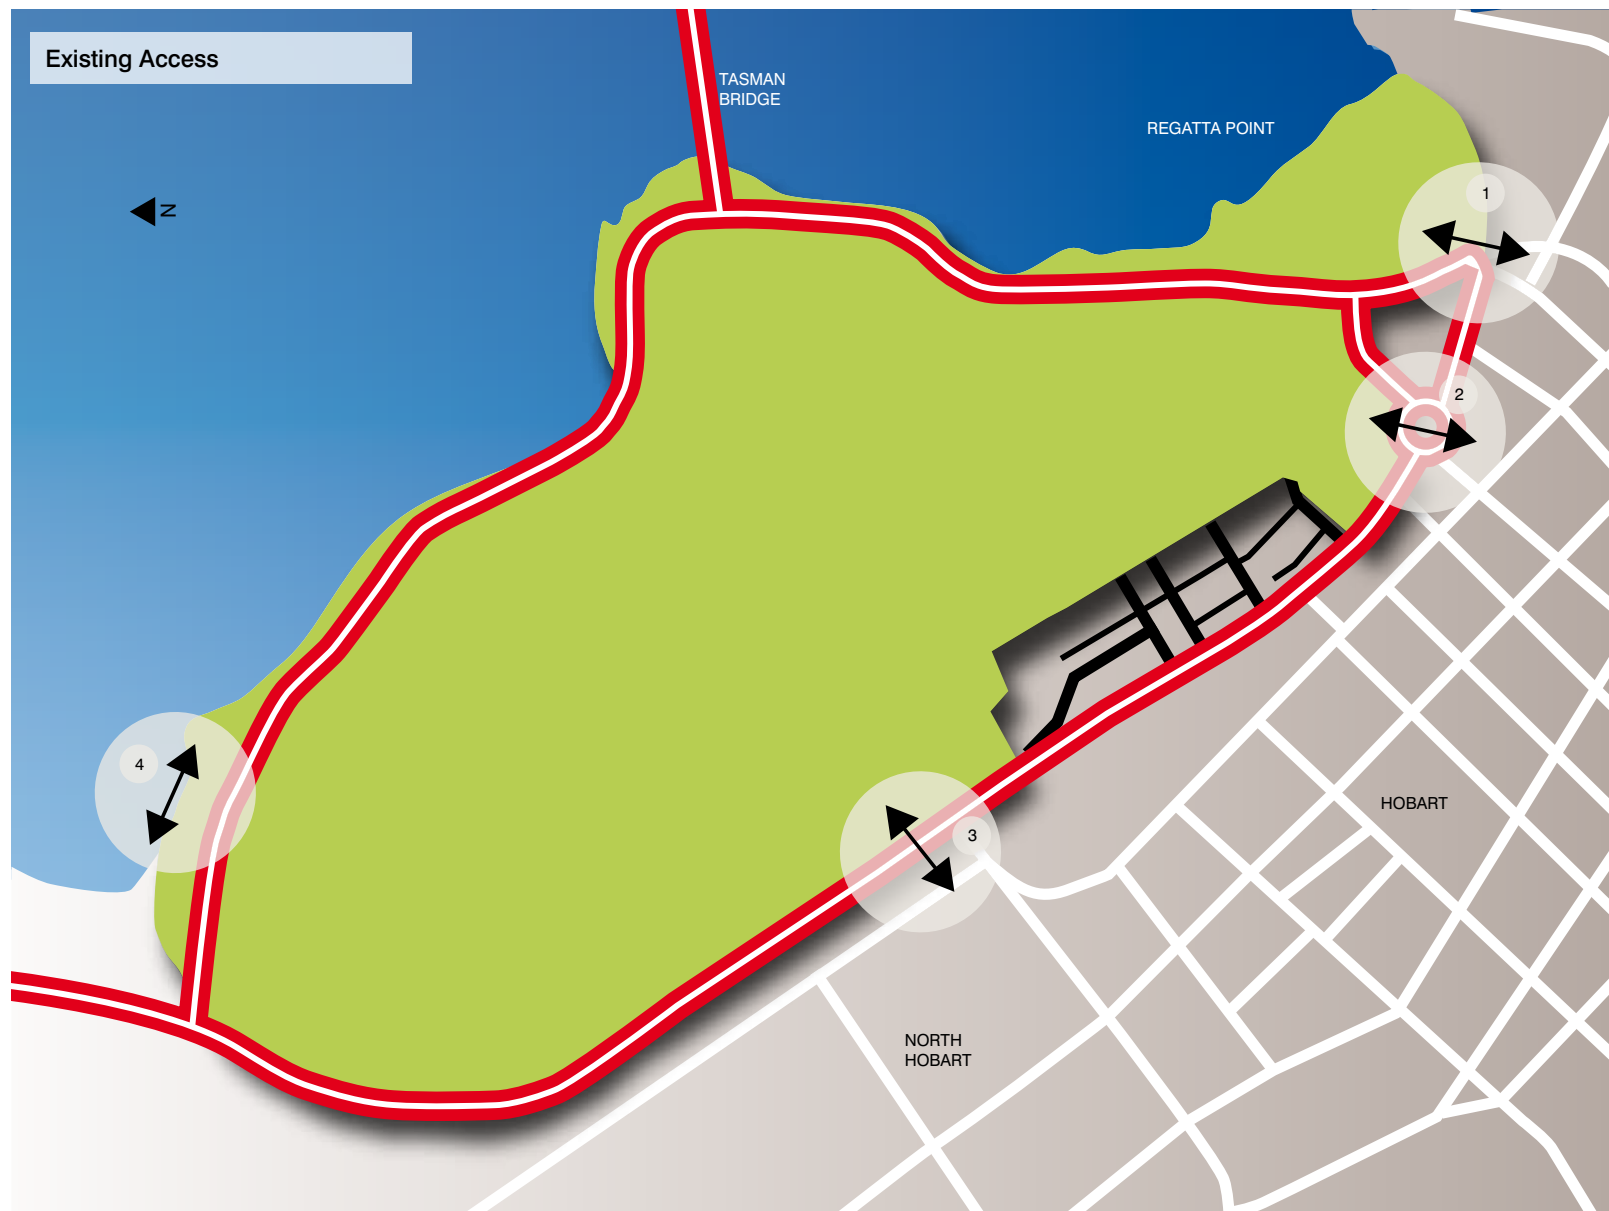 Existing Access
TASMAN
BRIDGE
REGATTA POINT
N
1
2
3
4
HOBART
NORTH
HOBART